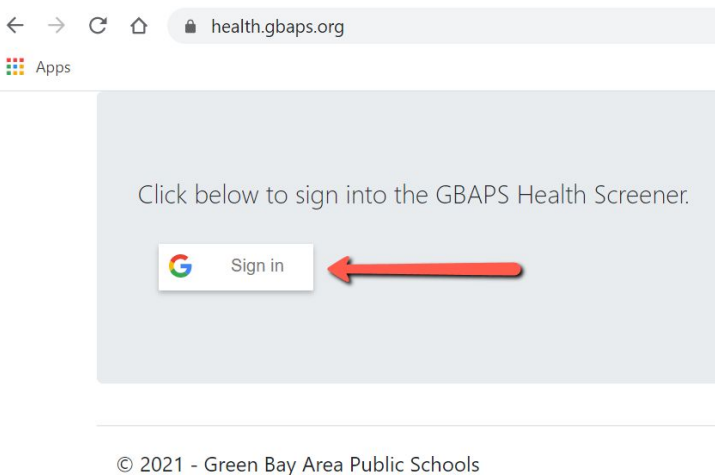 health.gbaps.org
Apps
Click below to sign into the GBAPS Health Screener.
Sign in
© 2021 - Green Bay Area Public Schools